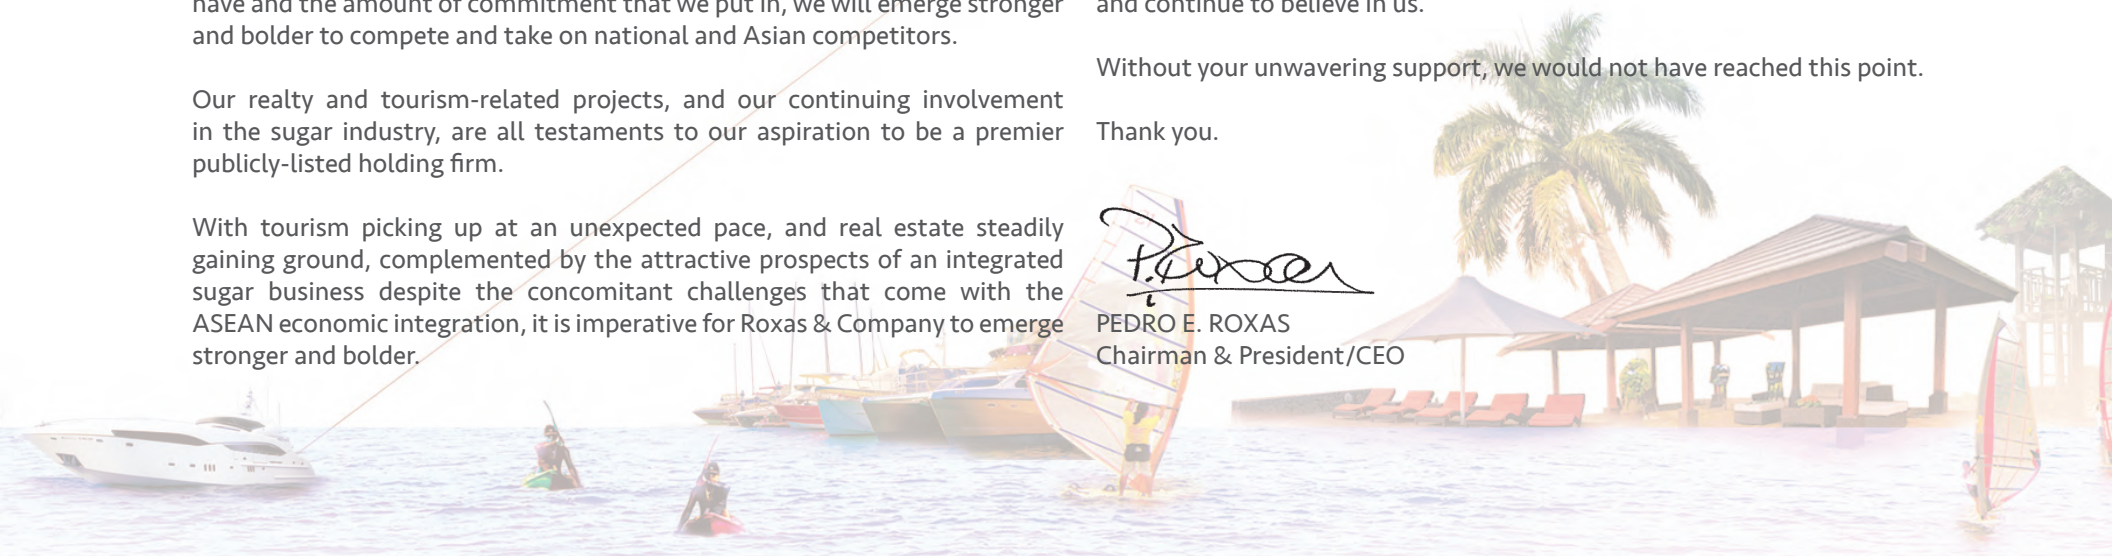 have and the amount of commitment that we put in, we will emerge stronger
and bolder to compete and take on national and Asian competitors.
Our realty and tourism-related projects, and our continuing involvement
in the sugar industry, are all testaments to our aspiration to be a premier
publicly-listed holding firm.
With tourism picking up at an unexpected pace, and real estate steadily
gaining ground, complemented by the attractive prospects of an integrated
sugar business despite the concomitant challenges that come with the
ASEAN economic integration, it is imperative for Roxas & Company to emerge
stronger and bolder.
and continue to believe in us.
Without your unwavering support, we would not have reached this point.
Thank you.
P. Roxas
PEDRO E. ROXAS
Chairman & President/CEO